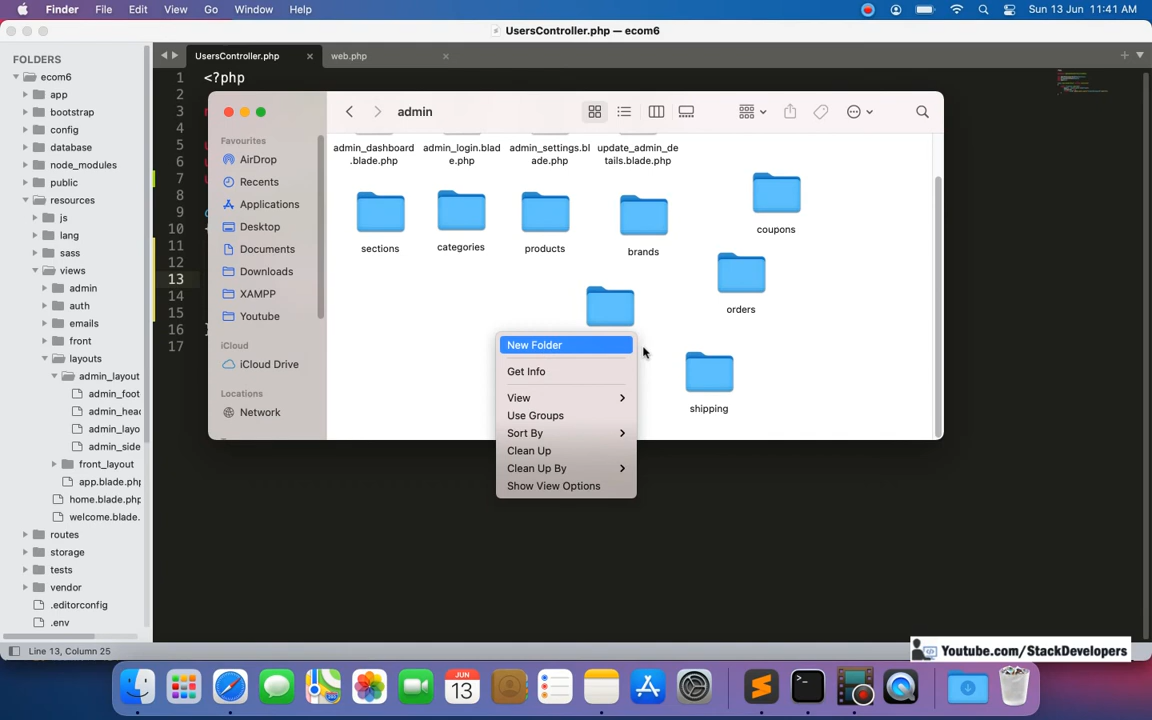 Finder File Edit View Go Window Help
Sun 13 Jun 11:41 AM
UsersController.php — ecom6
FOLDERS
ecom6
app
bootstrap
config
database
node_modules
public
resources
js
lang
sass
views
admin
auth
emails
front
layouts
admin_layout
admin_foot
admin_hea
admin_layo
admin_side
front_layout
app.blade.php
home.blade.php
welcome.blade.
routes
storage
tests
vendor
.editorconfig
.env
Line 13, Column 25
UsersController.php
web.php
1 <?php
2
3
4
5
6
7
8
9
10
11
12
13
14
15
16
17
admin
Favourites
AirDrop
Recents
Applications
Desktop
Documents
Downloads
XAMPP
Youtube
iCloud
iCloud Drive
Locations
Network
admin_dashboard
.blade.php
admin_login.blad
e.php
admin_settings.bl
ade.php
update_admin_de
tails.blade.php
sections
categories
products
brands
coupons
orders
shipping
New Folder
Get Info
View
Use Groups
Sort By
Clean Up
Clean Up By
Show View Options
Youtube.com/StackDevelopers
JUN
13